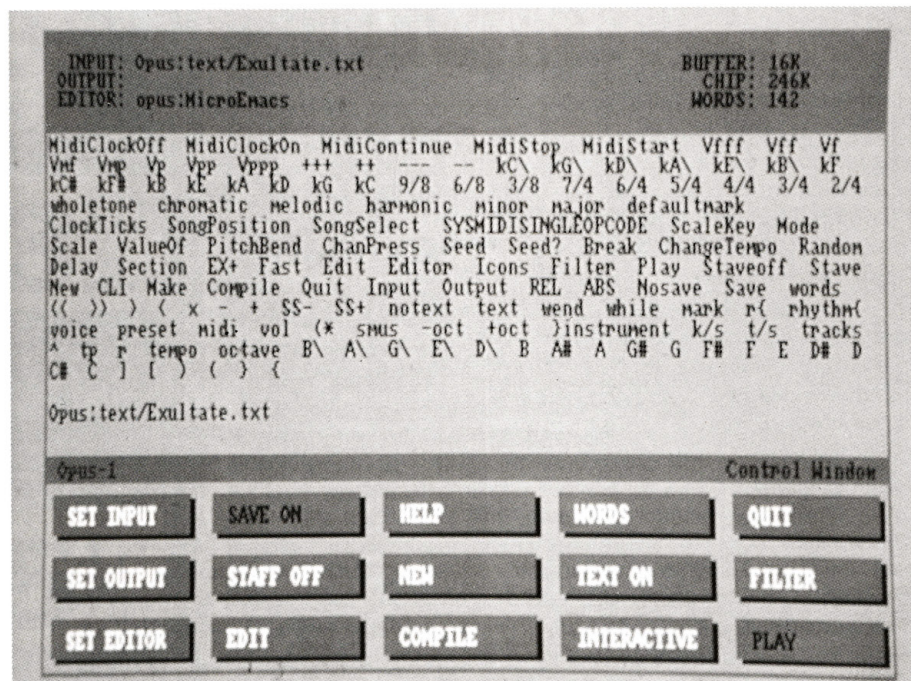 INPUT: Opus:text/Exultate.txt BUFFER: 16K
OUTPUT: CHIP: 246K
EDITOR: opus:MicroEmacs WORDS: 142
MidiClockOff MidiClockOn MidiContinue MidiStop MidiStart Vfff Vff Vf
Vmf Vmp Vp Vpp Vppp +++ ++ --- -- kC\ kG\ kD\ kA\ kE\ kB\ kF
kC# kF# kB kE kA kD kG kC 9/8 6/8 3/8 7/4 6/4 5/4 4/4 3/4 2/4
wholetone chromatic melodic harmonic minor major defaultmark
ClockTicks SongPosition SongSelect SYSMIDISINGLEOPCODE ScaleKey Mode
Scale ValueOf PitchBend ChanPress Seed Seed? Break ChangeTempo Random
Delay Section EX+ Fast Edit Editor Icons Filter Play Staveoff Stave
New CLI Make Compile Quit Input Output REL ABS Nosave Save words
(( )) ) ( x - + SS- SS+ notext text wend while mark r{ rhythm{
voice preset midi vol (* smus -oct +oct }instrument k/s t/s tracks
^ tp r tempo octave B\ A\ G\ E\ D\ B A# A G# G F# F E D# D
C# C ] [ ) ( } {
Opus:text/Exultate.txt
Opus-1 Control Window
SET INPUT SAVE ON HELP WORDS QUIT
SET OUTPUT STAFF OFF NEW TEXT ON FILTER
SET EDITOR EDIT COMPILE INTERACTIVE PLAY